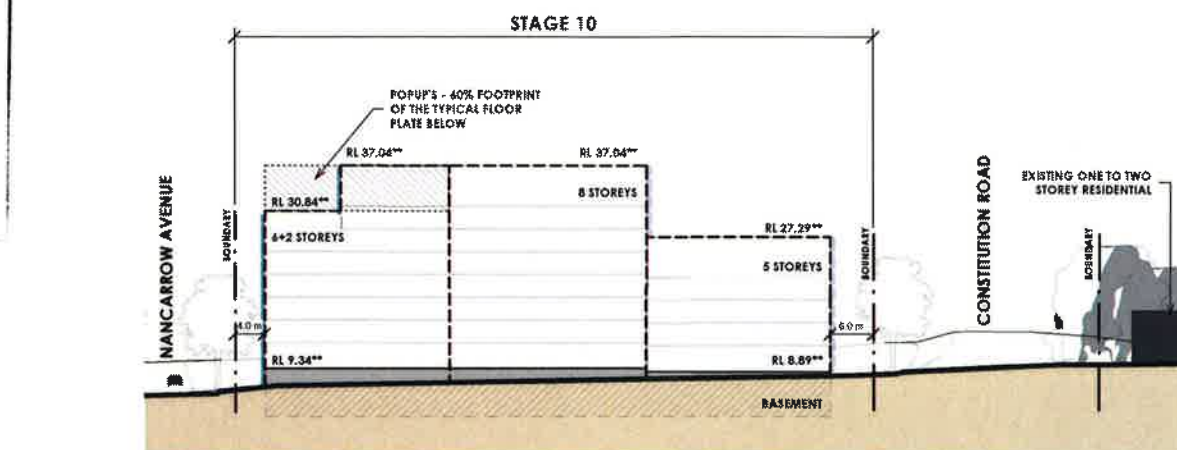 STAGE 10
POPUP'S - 60% FOOTPRINT
OF THE TYPICAL FLOOR
PLATE BELOW
RL 37.04**
RL 37.04**
8 STOREYS
RL 30.84**
6+2 STOREYS
RL 27.29**
5 STOREYS
NANCARROW AVENUE
BOUNDARY
4.0 m
RL 9.34**
RL 8.89**
6.0 m
BOUNDARY
CONSTITUTION ROAD
EXISTING ONE TO TWO
STOREY RESIDENTIAL
BOUNDARY
BASEMENT